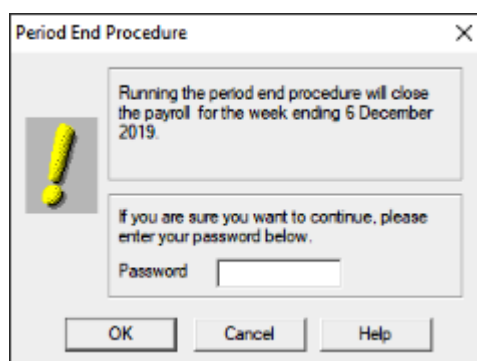 Period End Procedure
Running the period end procedure will close
the payroll for the week ending 6 December
2019.
If you are sure you want to continue, please
enter your password below.
Password
OK Cancel Help